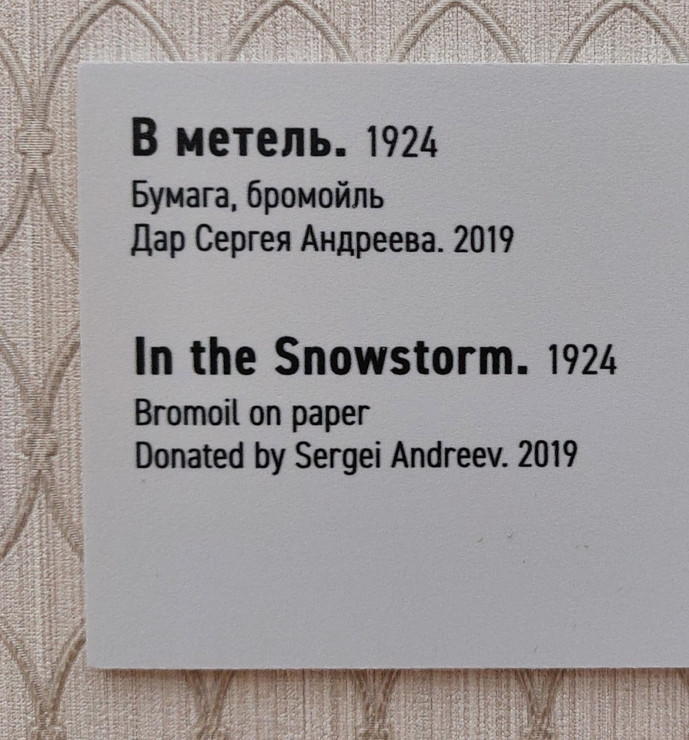 В метель. 1924
Бумага, бромойль
Дар Сергея Андреева. 2019
In the Snowstorm. 1924
Bromoil on paper
Donated by Sergei Andreev. 2019